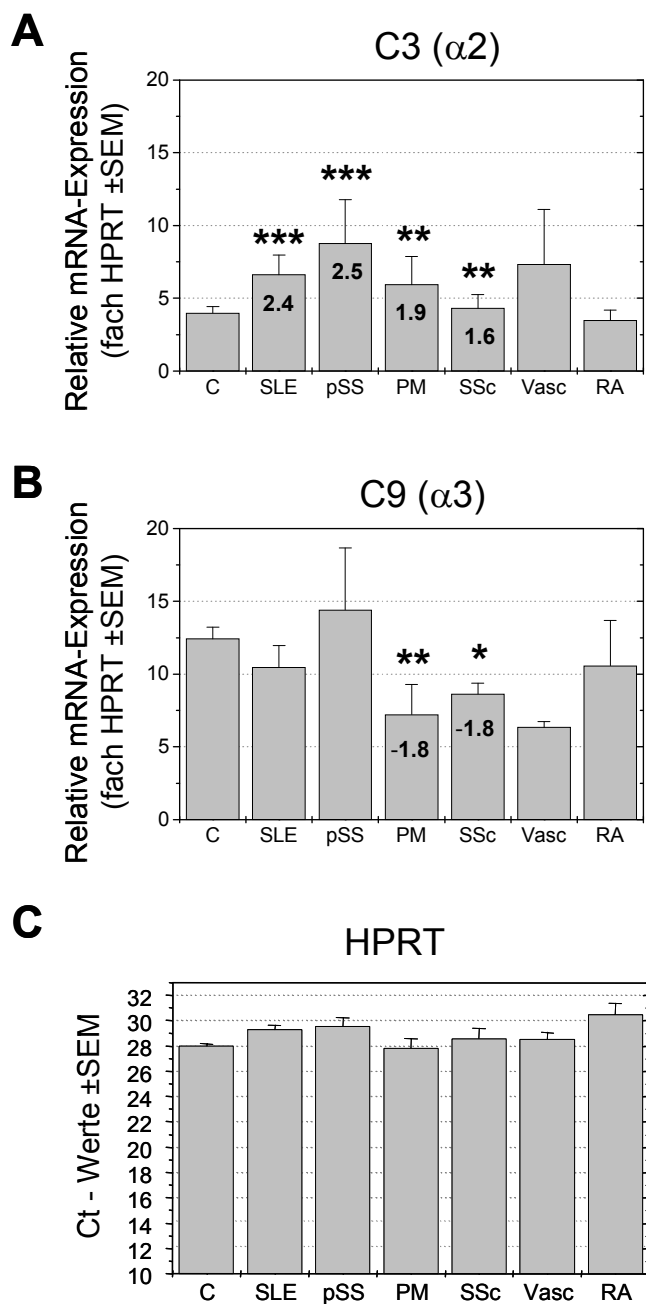 A
C3 (α2)
Relative mRNA-Expression
(fach HPRT ±SEM)
20
15
10
5
0
***
***
**
**
2.4
2.5
1.9
1.6
C SLE pSS PM SSc Vasc RA
B
C9 (α3)
Relative mRNA-Expression
(fach HPRT ±SEM)
20
15
10
5
0
**
*
-1.8
-1.8
C SLE pSS PM SSc Vasc RA
C
HPRT
Ct - Werte ±SEM
32
30
28
26
24
22
20
18
16
14
12
10
C SLE pSS PM SSc Vasc RA